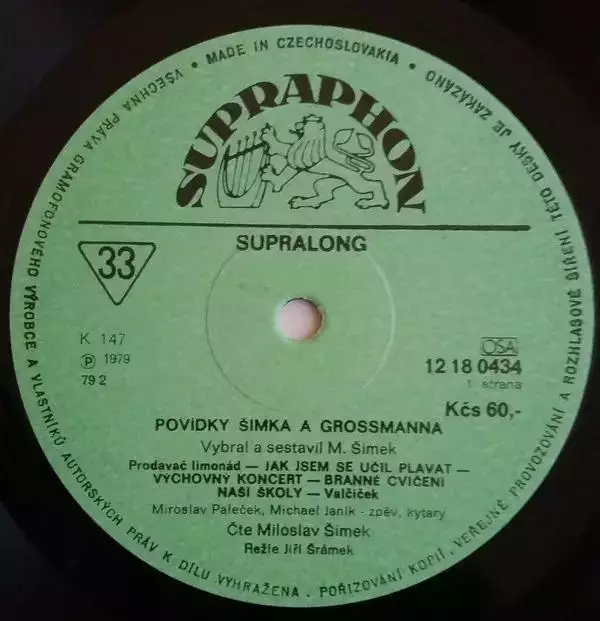 • MADE IN CZECHOSLOVAKIA •
VŠECHNA PRÁVA GRAMOFONOVÉHO VÝROBCE A VLASTNÍKŮ AUTORSKÝCH PRÁV K DÍLU VYHRAŽENA . POŘIZOVÁNÍ KOPIÍ, VEŘEJNÉ PROVOZOVÁNÍ A ROZHLASOVÉ ŠÍŘENÍ TÉTO DESKY JE ZAKÁZÁNO
SUPRAPHON
SUPRALONG
33
K 147
P 1979
79 2
OSA
12 18 0434
1. strana
Kčs 60,-
POVÍDKY ŠIMKA A GROSSMANNA
Vybral a sestavil M. Šimek
Prodavač limonád — JAK JSEM SE UČIL PLAVAT —
VÝCHOVNÝ KONCERT — BRANNÉ CVIČENÍ
NAŠÍ ŠKOLY — Valčíček
Miroslav Paleček, Michael Janík - zpěv, kytary
Čte Miloslav Šimek
Režie Jiří Šrámek